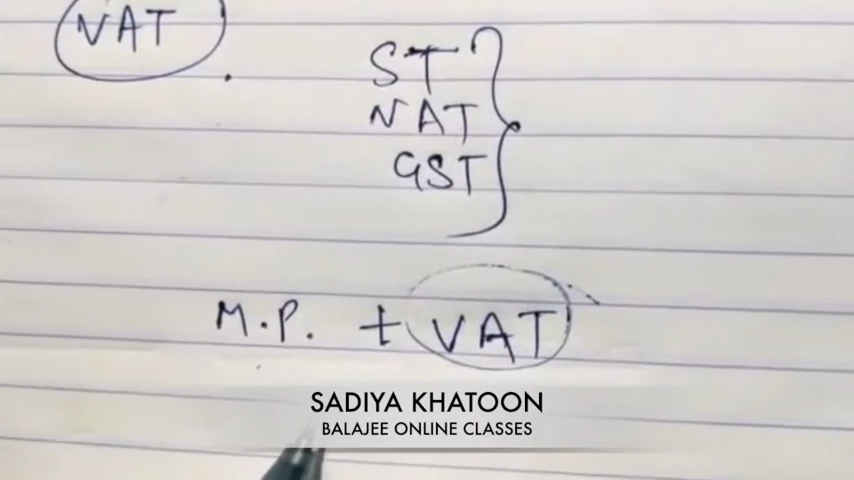 VAT
ST
VAT
GST
M.P. + VAT
SADIYA KHATOON
BALAJEE ONLINE CLASSES